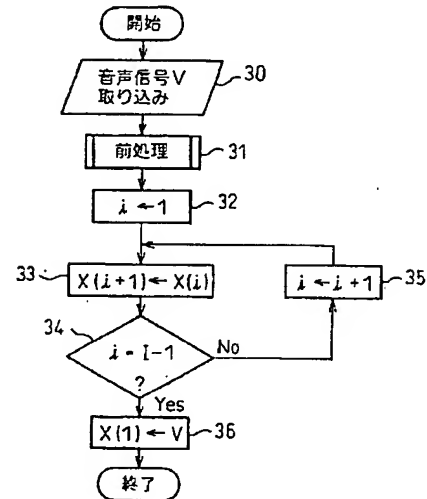 開始
音声信号V
取り込み
30
前処理
31
i ← 1
32
33
X(i+1)← X(i)
i ← i+1
35
34
i = I-1
?
No
Yes
X(1) ← V
36
終了